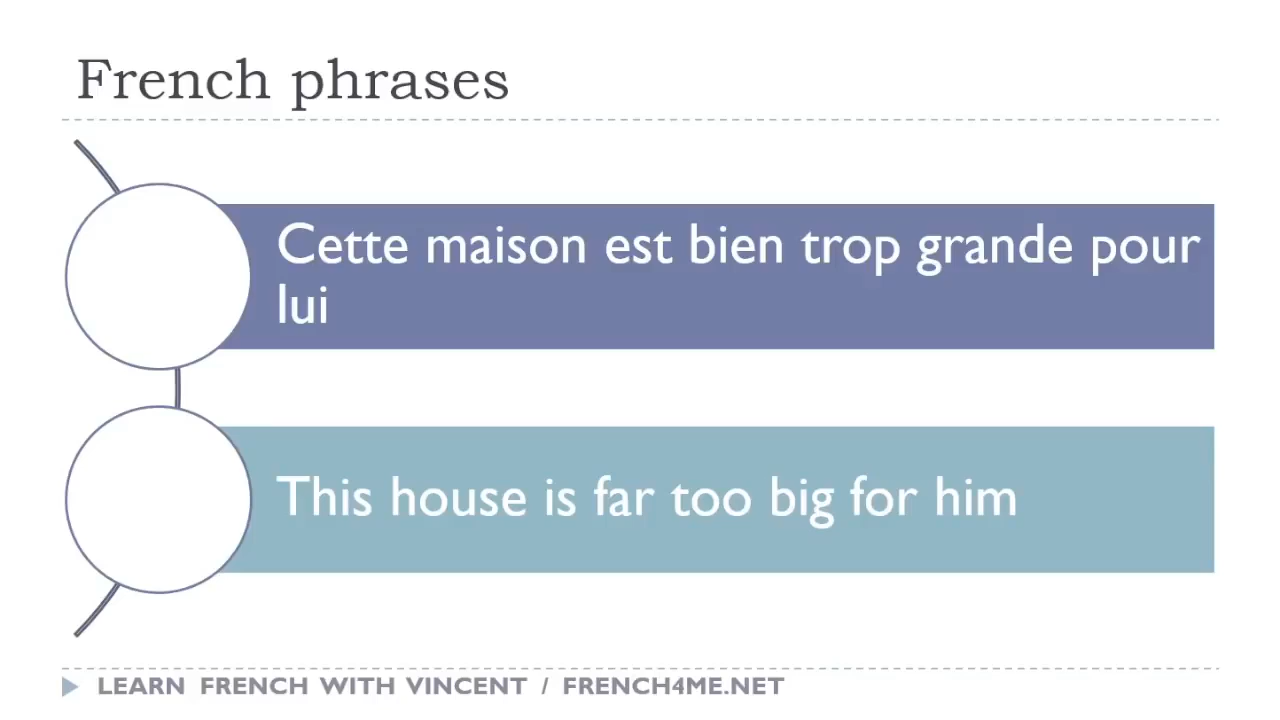 French phrases
Cette maison est bien trop grande pour
lui
This house is far too big for him
LEARN FRENCH WITH VINCENT / FRENCH4ME.NET